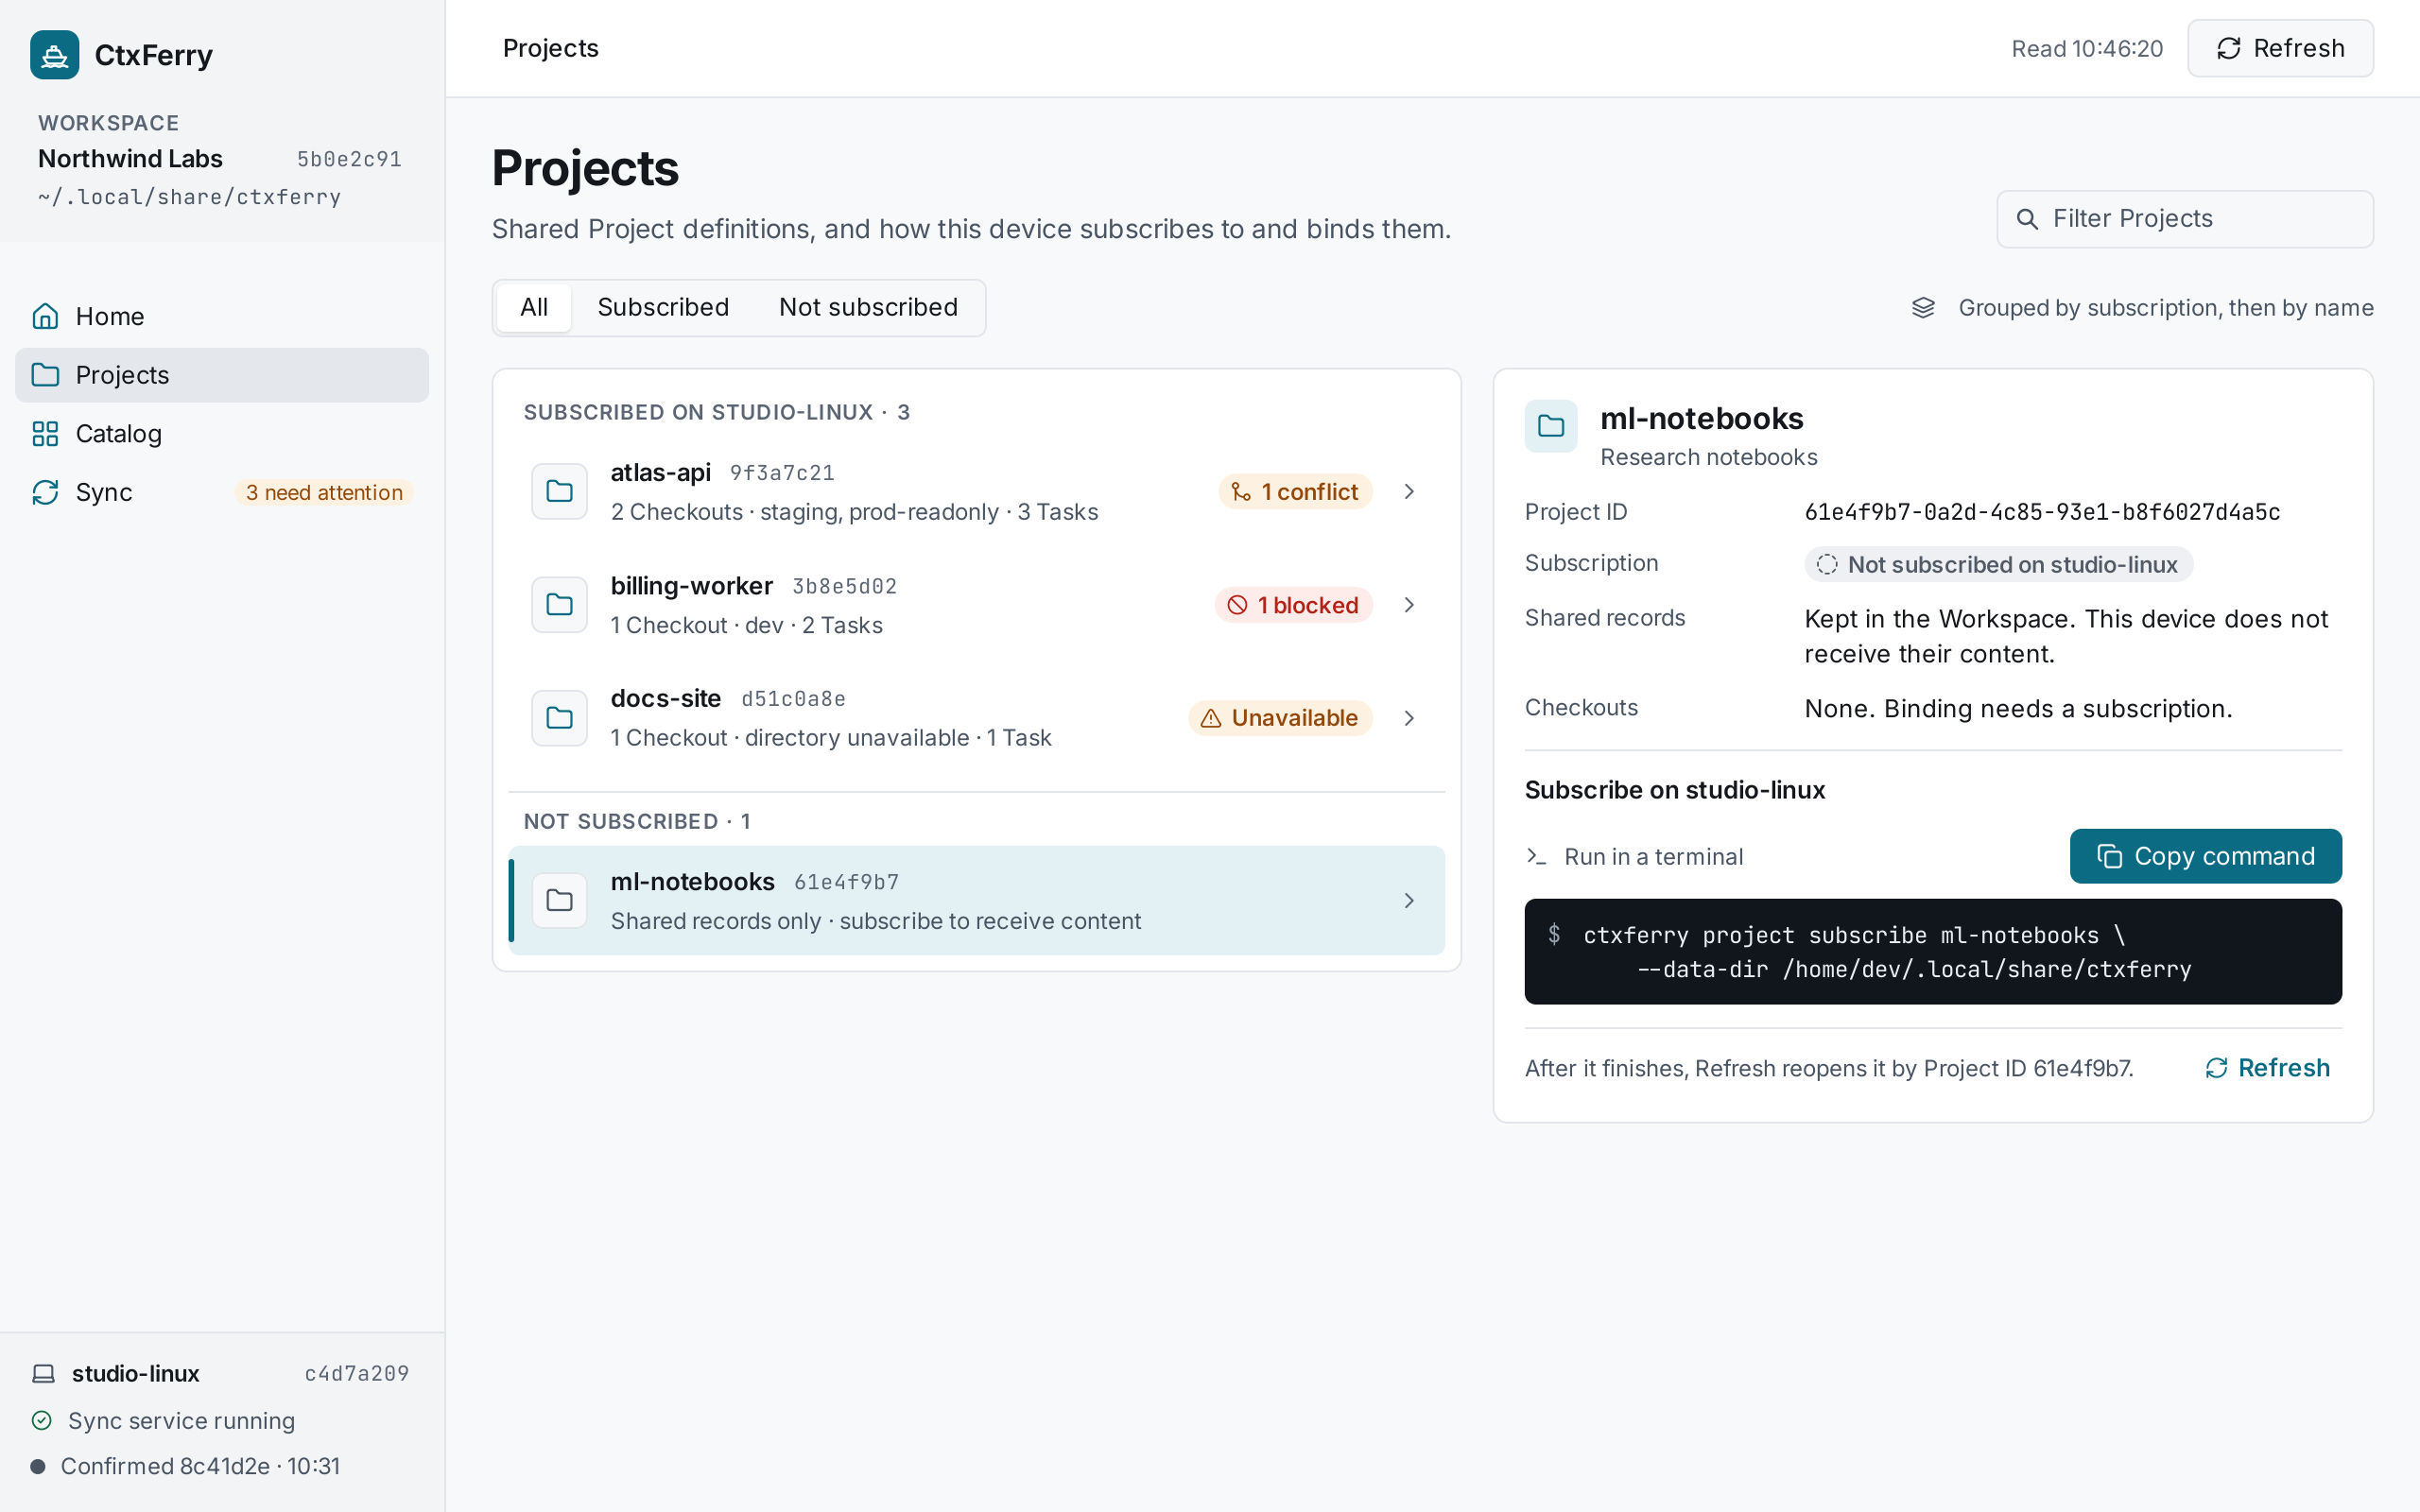 CtxFerry
WORKSPACE
Northwind Labs 5b0e2c91
~/.local/share/ctxferry
Home
Projects
Catalog
Sync 3 need attention
studio-linux c4d7a209
Sync service running
Confirmed 8c41d2e · 10:31
Projects
Read 10:46:20
Refresh
Projects
Shared Project definitions, and how this device subscribes to and binds them.
Filter Projects
All Subscribed Not subscribed
Grouped by subscription, then by name
SUBSCRIBED ON STUDIO-LINUX · 3
atlas-api 9f3a7c21
2 Checkouts · staging, prod-readonly · 3 Tasks
1 conflict
billing-worker 3b8e5d02
1 Checkout · dev · 2 Tasks
1 blocked
docs-site d51c0a8e
1 Checkout · directory unavailable · 1 Task
Unavailable
NOT SUBSCRIBED · 1
ml-notebooks 61e4f9b7
Shared records only · subscribe to receive content
ml-notebooks
Research notebooks
Project ID 61e4f9b7-0a2d-4c85-93e1-b8f6027d4a5c
Subscription Not subscribed on studio-linux
Shared records Kept in the Workspace. This device does not
receive their content.
Checkouts None. Binding needs a subscription.
Subscribe on studio-linux
Run in a terminal
Copy command
$ ctxferry project subscribe ml-notebooks \
--data-dir /home/dev/.local/share/ctxferry
After it finishes, Refresh reopens it by Project ID 61e4f9b7.
Refresh